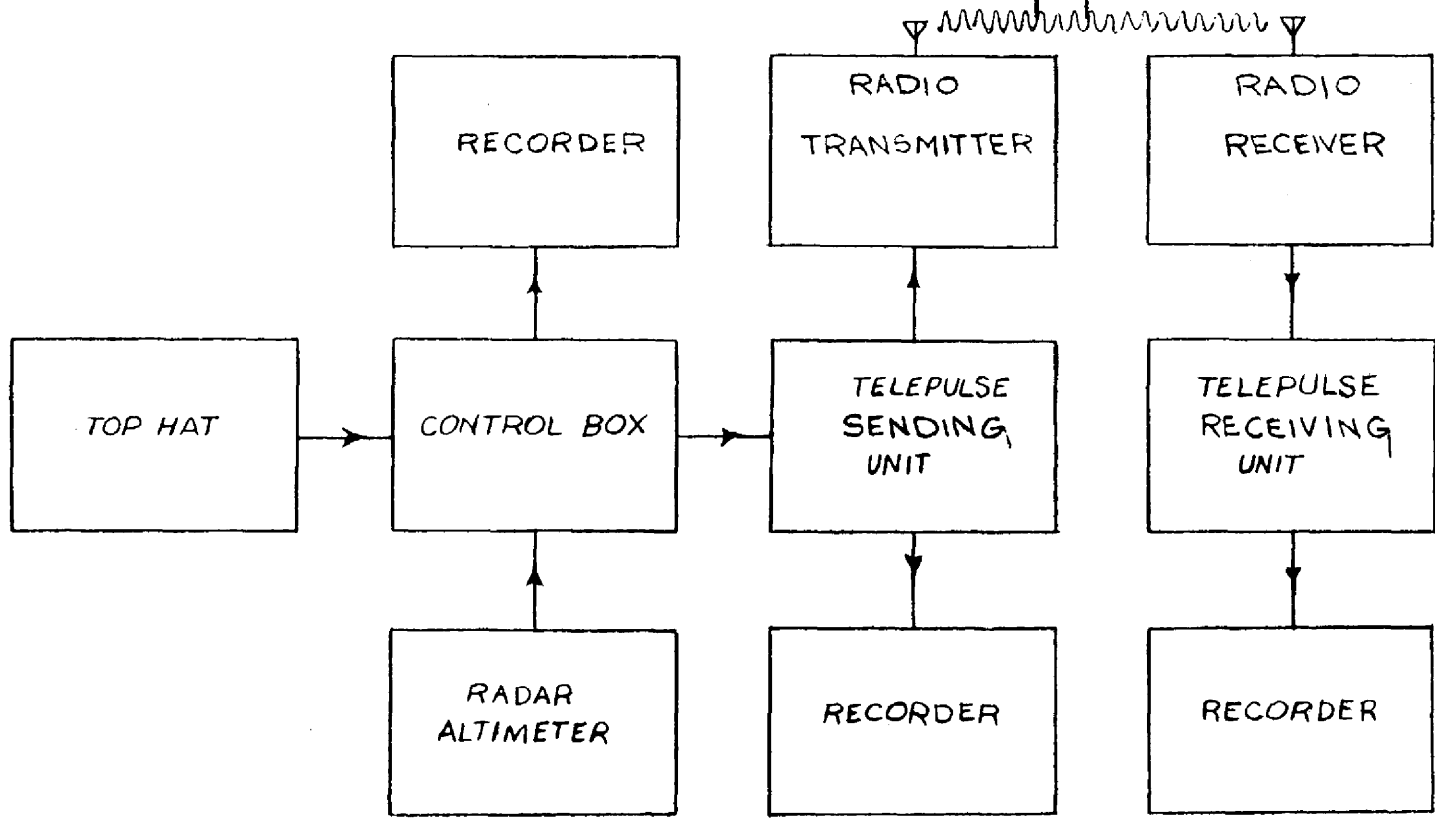 RECORDER
RADIO
TRANSMITTER
RADIO
RECEIVER
TOP HAT
CONTROL BOX
TELEPULSE
SENDING
UNIT
TELEPULSE
RECEIVING
UNIT
RADAR
ALTIMETER
RECORDER
RECORDER